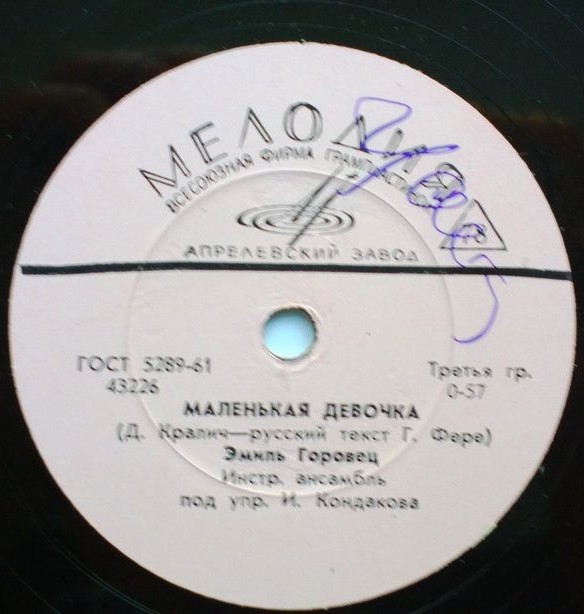 МЕЛОДИЯ
ВСЕСОЮЗНАЯ ФИРМА ГРАМПЛАСТИНОК
78
АПРЕЛЕВСКИЙ ЗАВОД
ГОСТ 5289-61
43226
Третья гр.
0-57
МАЛЕНЬКАЯ ДЕВОЧКА
(Д. Кралич—русский текст Г. Фере)
Эмиль Горовец
Инстр. ансамбль
под упр. И. Кондакова